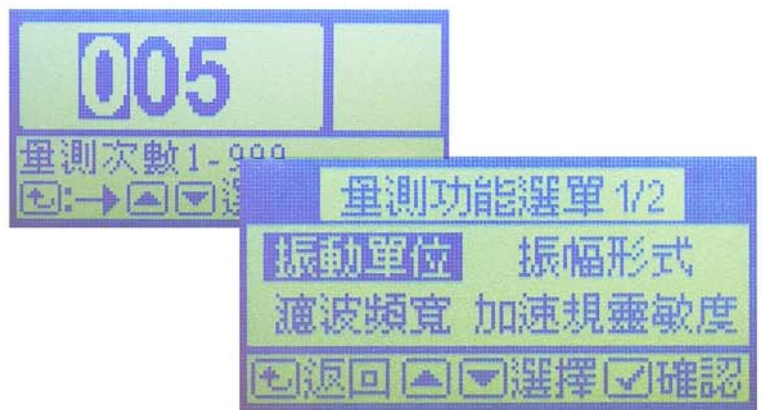 005
量測次數1-999
量測功能選單 1/2
振動單位 振幅形式
濾波頻寬 加速規靈敏度
返回 選擇 確認